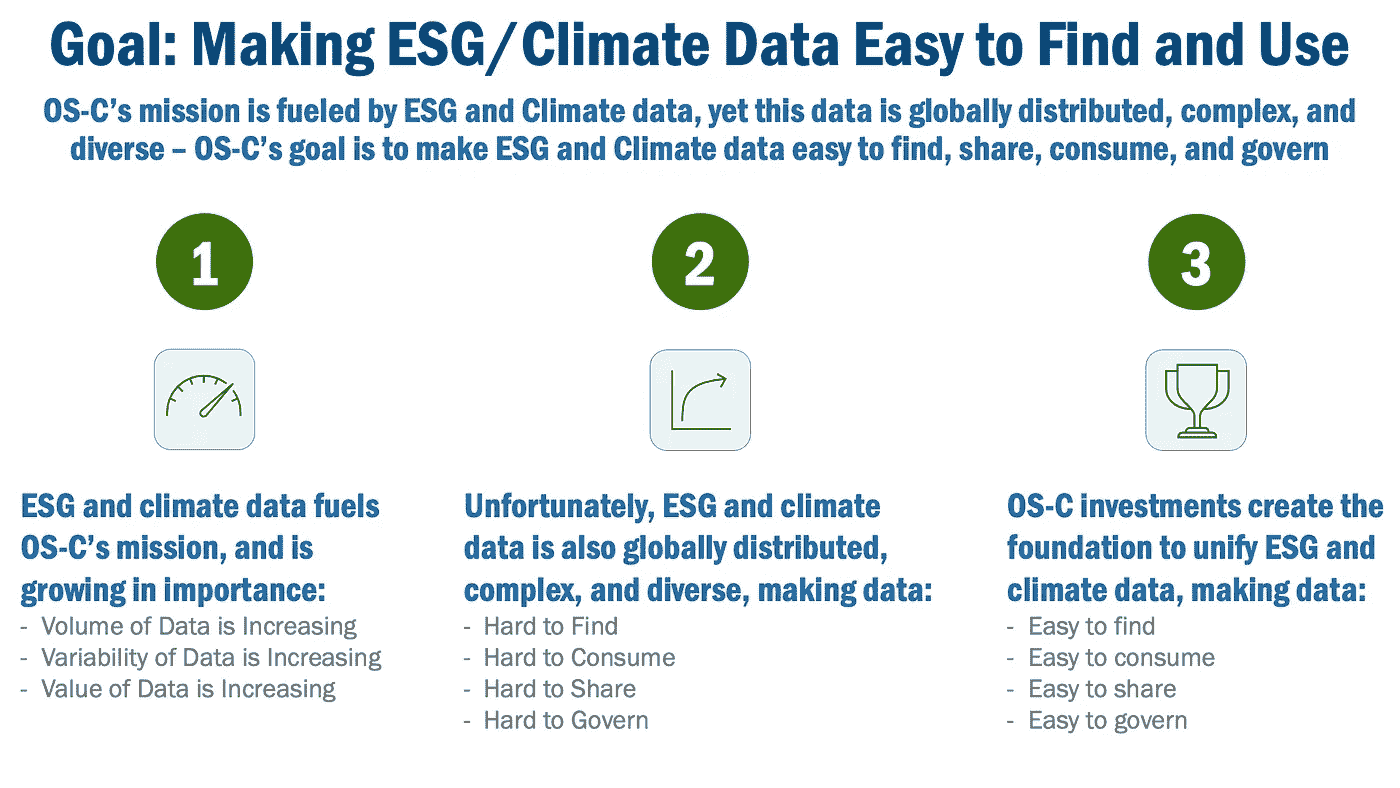 Goal: Making ESG/Climate Data Easy to Find and Use
OS-C's mission is fueled by ESG and Climate data, yet this data is globally distributed, complex, and
diverse – OS-C's goal is to make ESG and Climate data easy to find, share, consume, and govern
1
ESG and climate data fuels
OS-C's mission, and is
growing in importance:
- Volume of Data is Increasing
- Variability of Data is Increasing
- Value of Data is Increasing
2
Unfortunately, ESG and climate
data is also globally distributed,
complex, and diverse, making data:
- Hard to Find
- Hard to Consume
- Hard to Share
- Hard to Govern
3
OS-C investments create the
foundation to unify ESG and
climate data, making data:
- Easy to find
- Easy to consume
- Easy to share
- Easy to govern